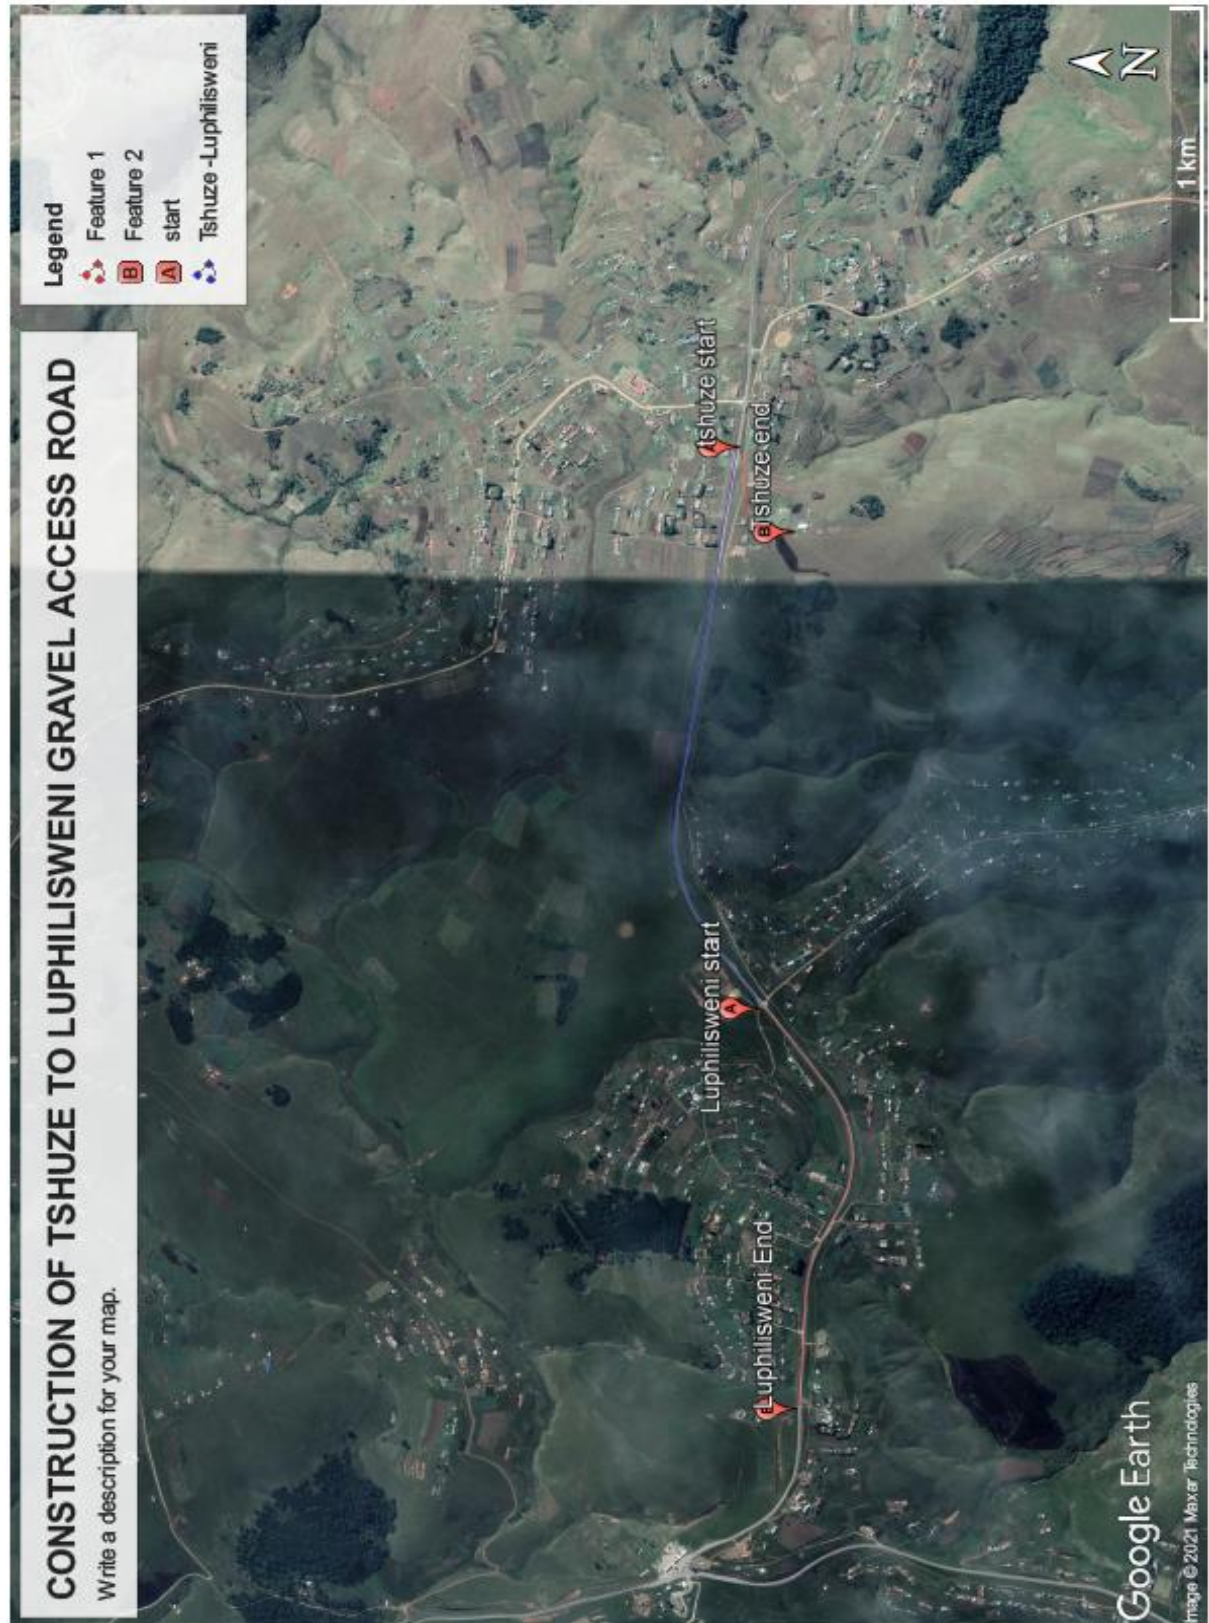 CONSTRUCTION OF TSHUZE TO LUPHILISWENI GRAVEL ACCESS ROAD
Write a description for your map.
Legend
Feature 1
B Feature 2
A start
Tshuze -Luphilisweni
Luphilisweni End
Luphilisweni start
A
tshuze start
B
Tshuze end
Google Earth
Image © 2021 Maxar Technologies
N
1 km